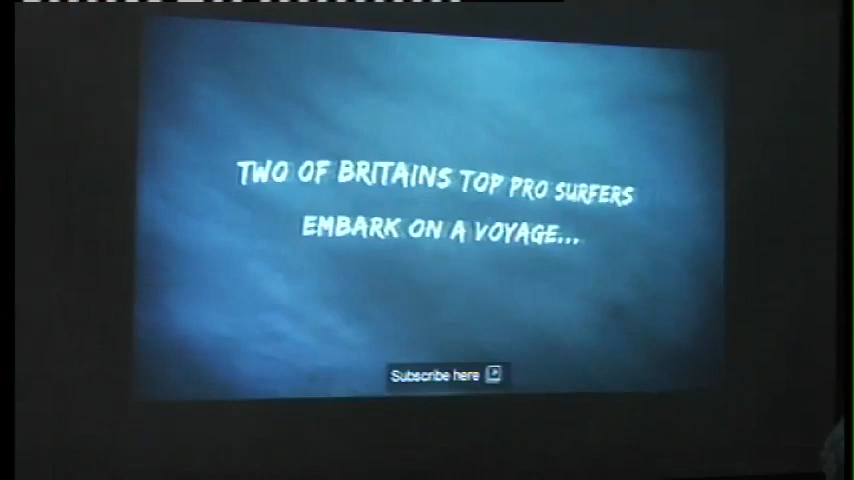 TWO OF BRITAINS TOP PRO SURFERS
EMBARK ON A VOYAGE...
Subscribe here